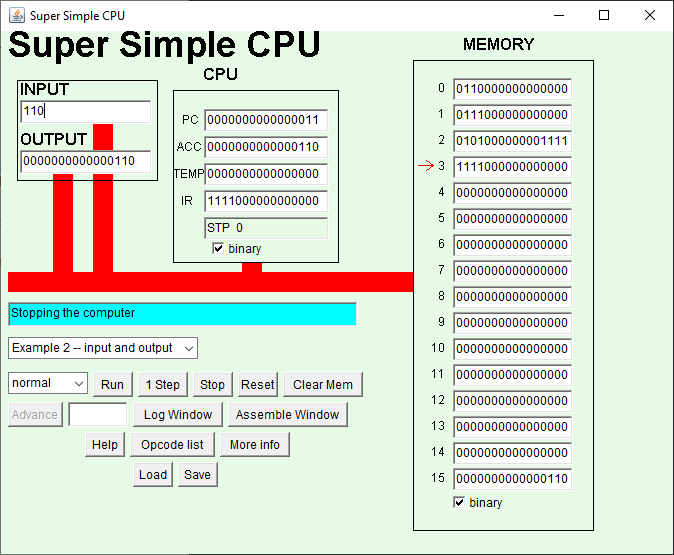 Super Simple CPU
Super Simple CPU
INPUT
110
OUTPUT
0000000000000110
CPU
PC 0000000000000011
ACC 0000000000000110
TEMP 0000000000000000
IR 1111000000000000
STP 0
binary
MEMORY
0 0110000000000000
1 0111000000000000
2 0101000000001111
3 1111000000000000
4 0000000000000000
5 0000000000000000
6 0000000000000000
7 0000000000000000
8 0000000000000000
9 0000000000000000
10 0000000000000000
11 0000000000000000
12 0000000000000000
13 0000000000000000
14 0000000000000000
15 0000000000000110
binary
Stopping the computer
Example 2 -- input and output
normal Run 1 Step Stop Reset Clear Mem
Advance Log Window Assemble Window
Help Opcode list More info
Load Save